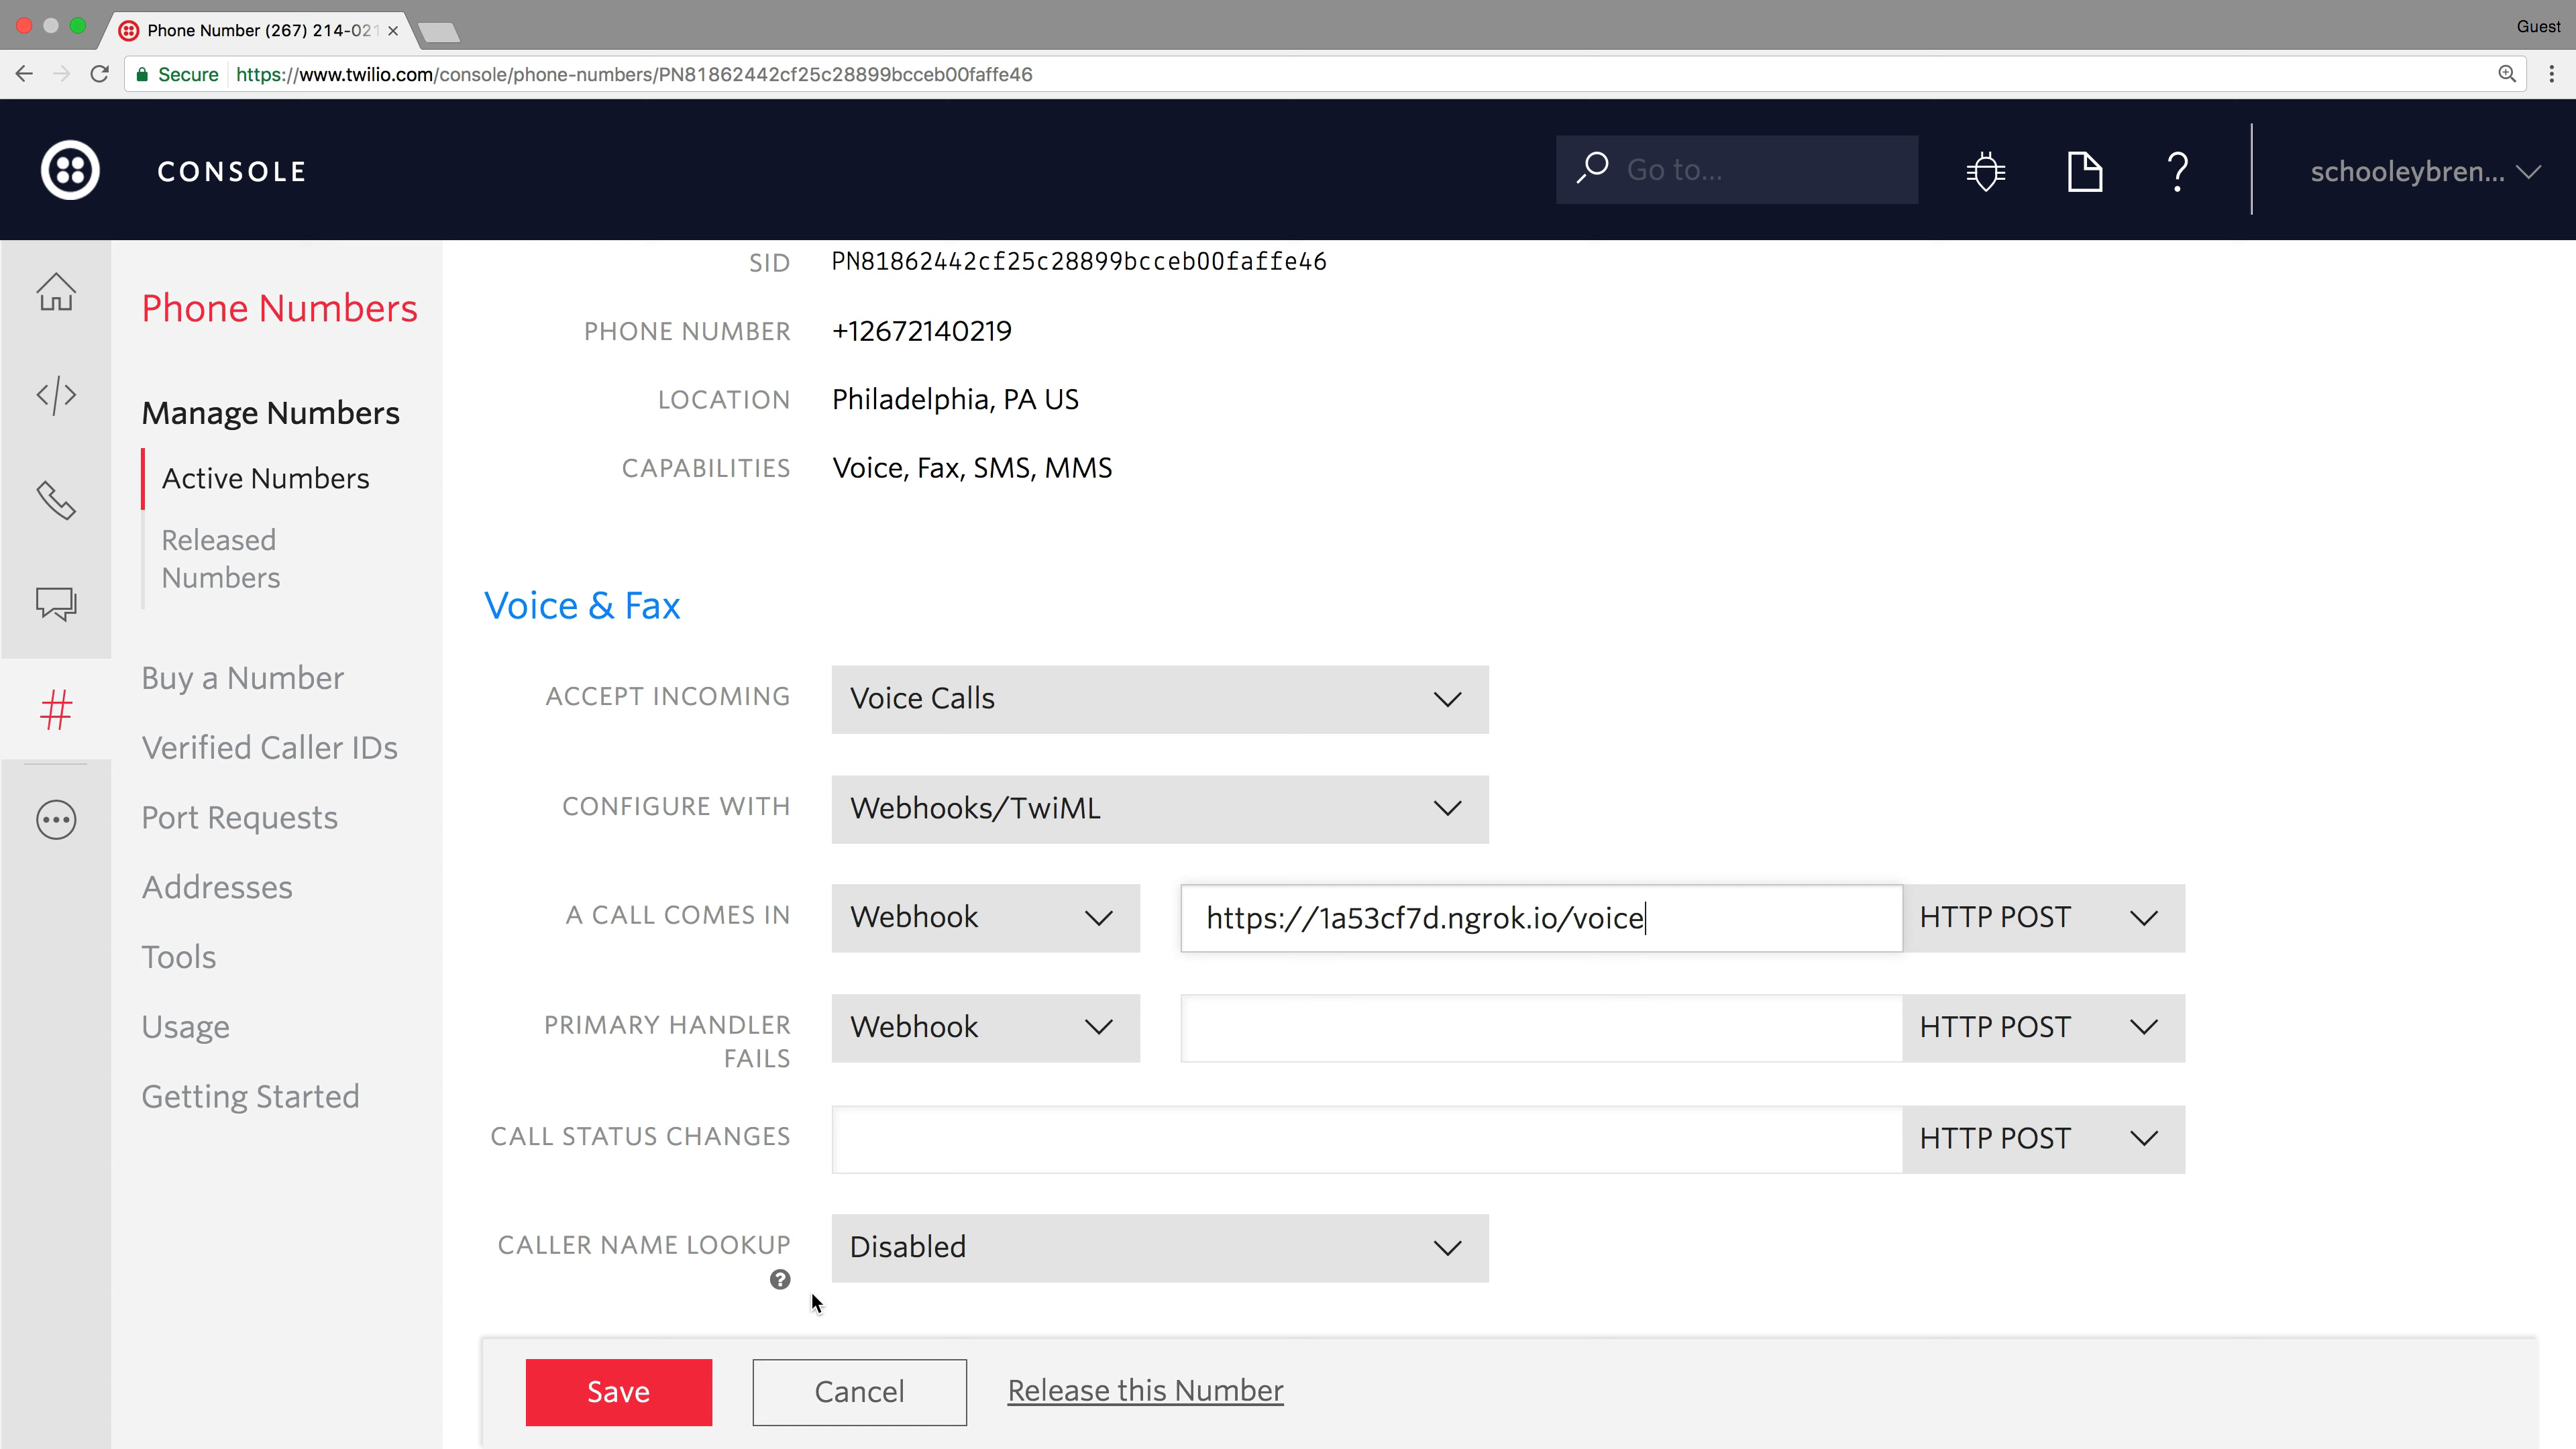 Phone Number (267) 214-021
Guest
Secure https://www.twilio.com/console/phone-numbers/PN81862442cf25c28899bcceb00faffe46
CONSOLE
Go to...
schooleybren...
SID PN81862442cf25c28899bcceb00faffe46
Phone Numbers
PHONE NUMBER +12672140219
LOCATION Philadelphia, PA US
Manage Numbers
CAPABILITIES Voice, Fax, SMS, MMS
Active Numbers
Released
Numbers
Voice & Fax
Buy a Number
ACCEPT INCOMING Voice Calls
Verified Caller IDs
CONFIGURE WITH Webhooks/TwiML
Port Requests
Addresses
A CALL COMES IN Webhook https://1a53cf7d.ngrok.io/voice HTTP POST
Tools
PRIMARY HANDLER
FAILS
Webhook HTTP POST
Usage
Getting Started
CALL STATUS CHANGES HTTP POST
CALLER NAME LOOKUP Disabled
?
Save Cancel Release this Number